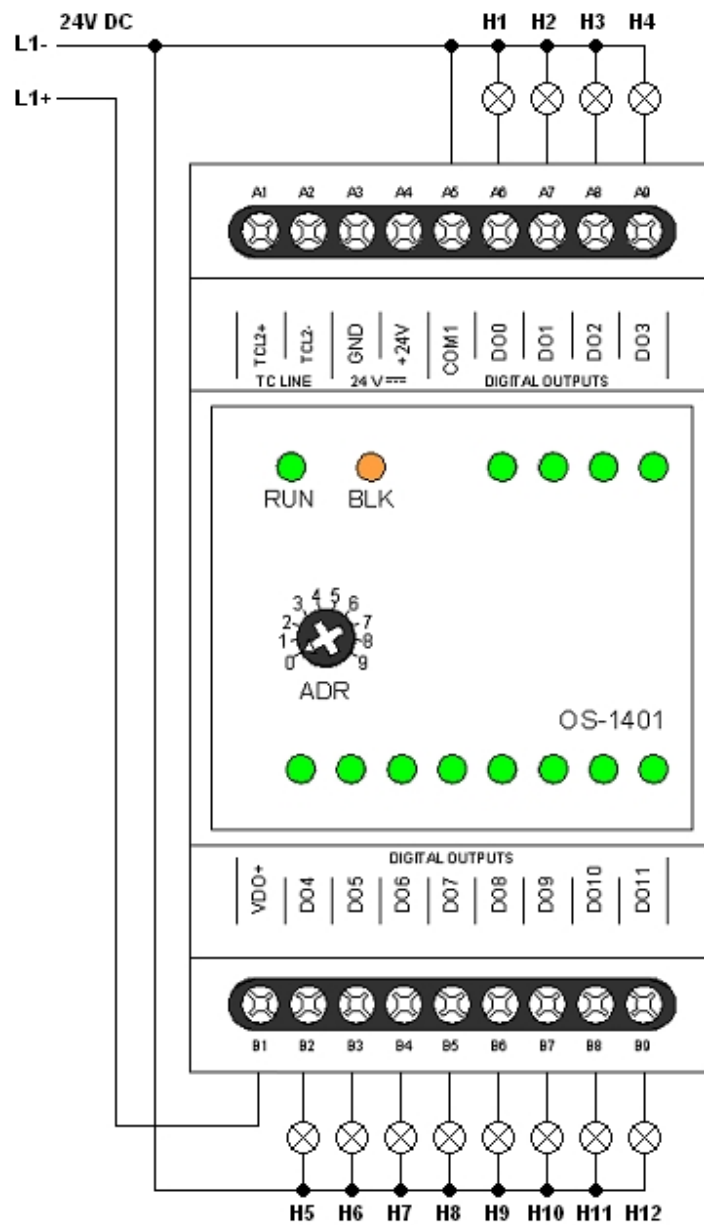 24V DC H1 H2 H3 H4
L1-
L1+
A1 A2 A3 A4 A5 A6 A7 A8 A9
TCL2+ TCL2- GND +24V COM1 DO0 DO1 DO2 DO3
TC LINE 24 V DIGITAL OUTPUTS
RUN BLK
0 1 2 3 4 5 6 7 8 9
ADR
OS-1401
DIGITAL OUTPUTS
VDO+ DO4 DO5 DO6 DO7 DO8 DO9 DO10 DO11
B1 B2 B3 B4 B5 B6 B7 B8 B9
H5 H6 H7 H8 H9 H10 H11 H12